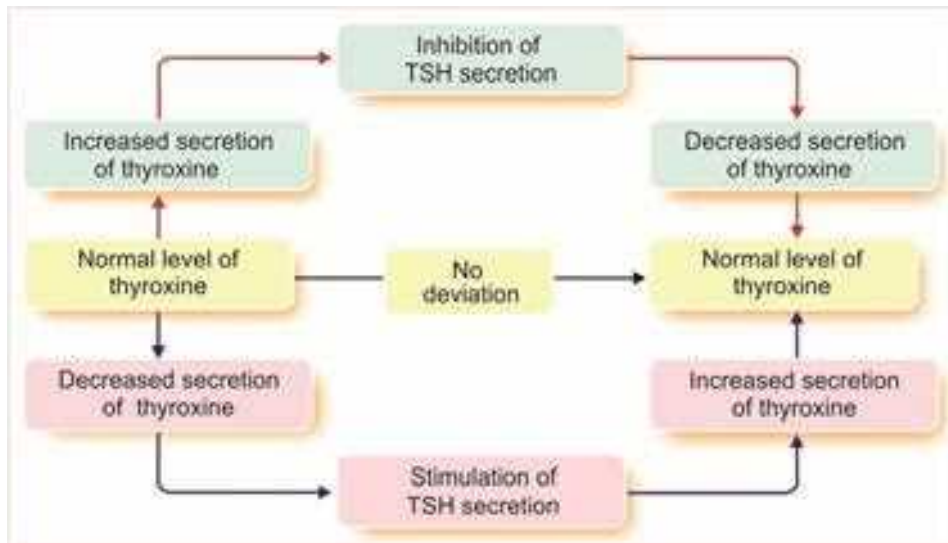 Inhibition of
TSH secretion
Increased secretion
of thyroxine
Decreased secretion
of thyroxine
Normal level of
thyroxine
No
deviation
Normal level of
thyroxine
Decreased secretion
of thyroxine
Increased secretion
of thyroxine
Stimulation of
TSH secretion